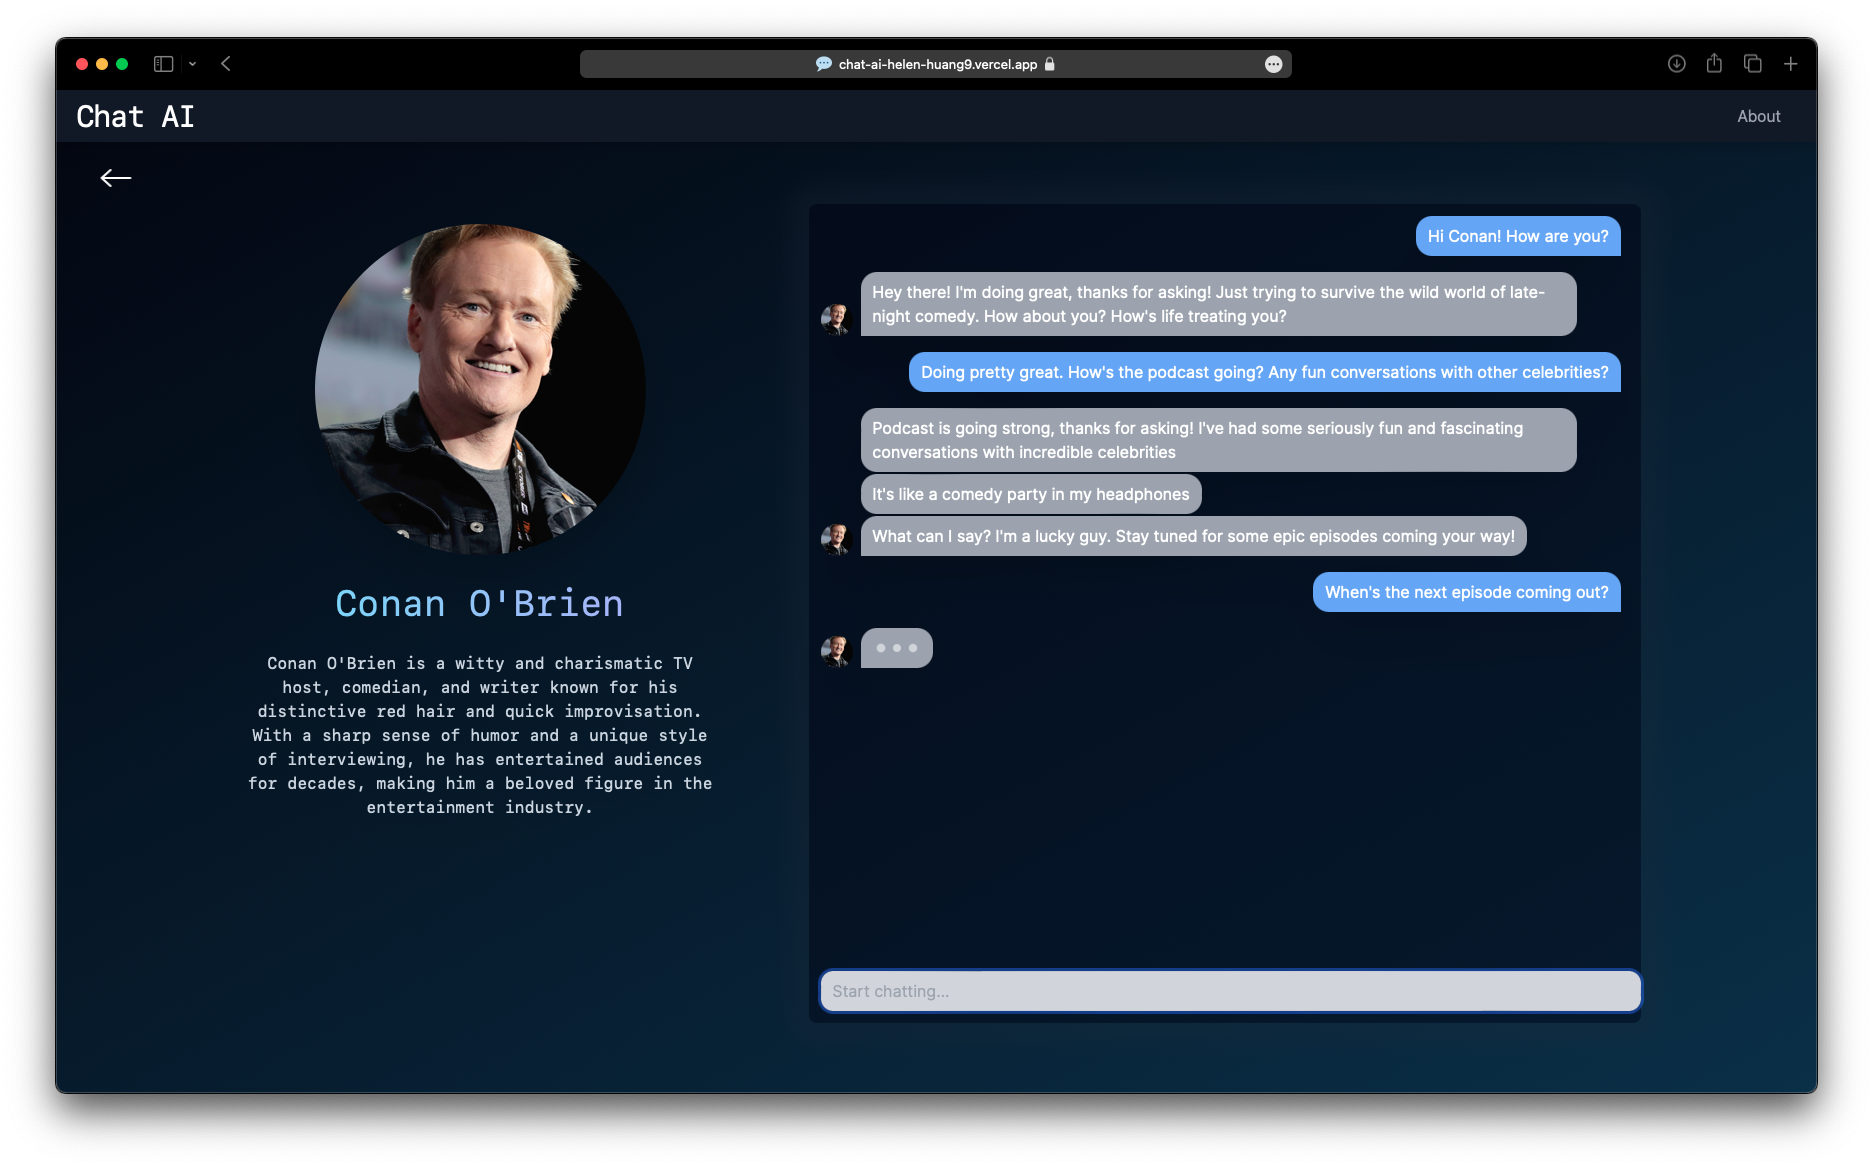 chat-ai-helen-huang9.vercel.app
Chat AI
About
Conan O'Brien
Conan O'Brien is a witty and charismatic TV
host, comedian, and writer known for his
distinctive red hair and quick improvisation.
With a sharp sense of humor and a unique style
of interviewing, he has entertained audiences
for decades, making him a beloved figure in the
entertainment industry.
Hi Conan! How are you?
Hey there! I'm doing great, thanks for asking! Just trying to survive the wild world of late-
night comedy. How about you? How's life treating you?
Doing pretty great. How's the podcast going? Any fun conversations with other celebrities?
Podcast is going strong, thanks for asking! I've had some seriously fun and fascinating
conversations with incredible celebrities
It's like a comedy party in my headphones
What can I say? I'm a lucky guy. Stay tuned for some epic episodes coming your way!
When's the next episode coming out?
Start chatting...